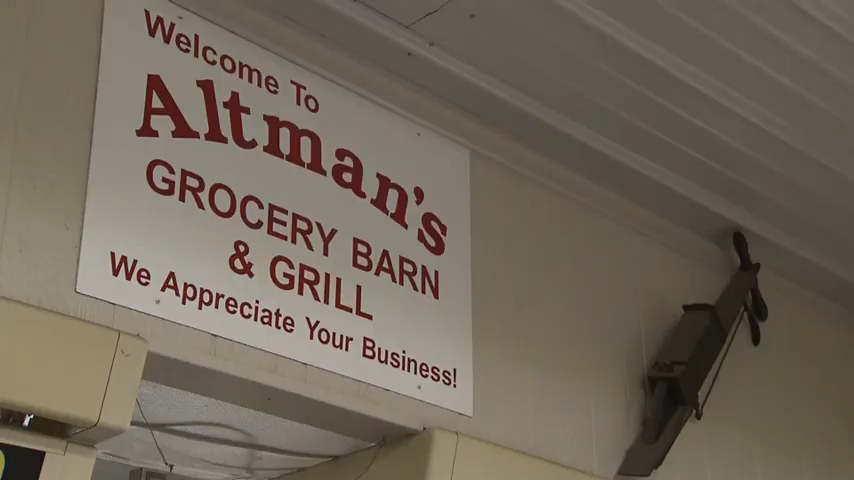 Welcome To
Altman's
GROCERY BARN
& GRILL
We Appreciate Your Business!